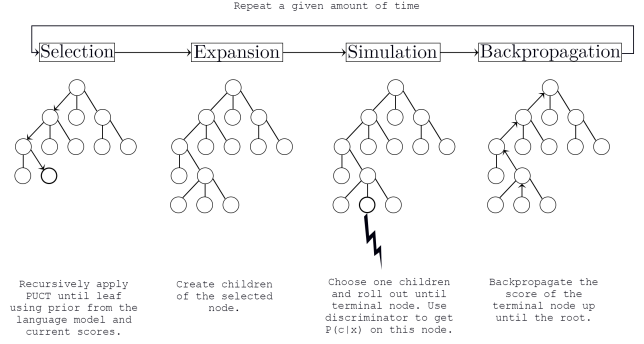 Repeat a given amount of time
Selection
Expansion
Simulation
Backpropagation
Recursively apply
PUCT until leaf
using prior from the
language model and
current scores.
Create children
of the selected
node.
Choose one children
and roll out until
terminal node. Use
discriminator to get
P(c|x) on this node.
Backpropagate the
score of the
terminal node up
until the root.